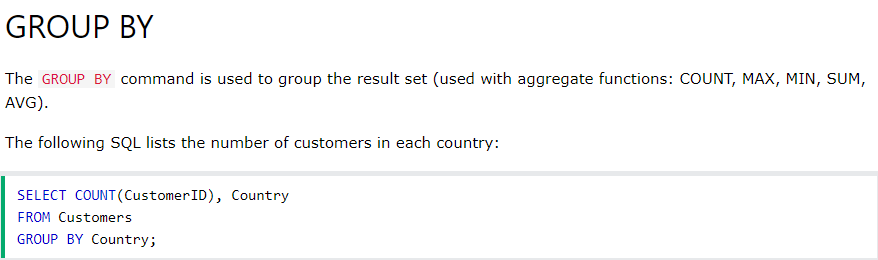 GROUP BY
The GROUP BY command is used to group the result set (used with aggregate functions: COUNT, MAX, MIN, SUM,
AVG).
The following SQL lists the number of customers in each country:
SELECT COUNT(CustomerID), Country
FROM Customers
GROUP BY Country;